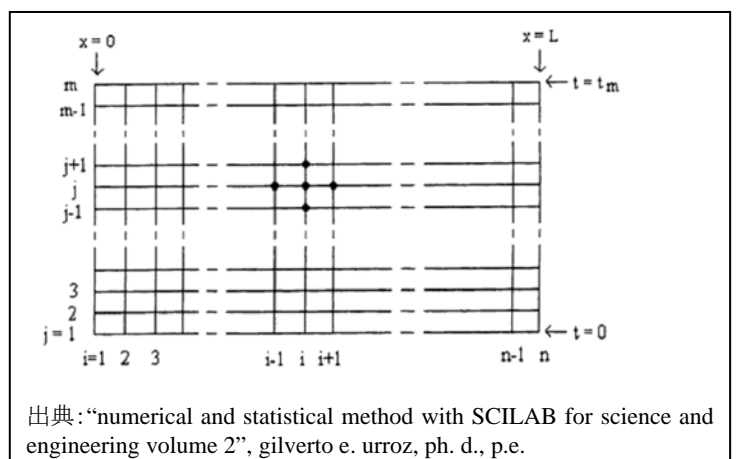 x=0
x=L
m
t=tm
m-1
j+1
j
j-1
3
2
j=1
t=0
i=1 2 3 i-1 i i+1 n-1 n
出典:“numerical and statistical method with SCILAB for science and
engineering volume 2”, gilverto e. urroz, ph. d., p.e.